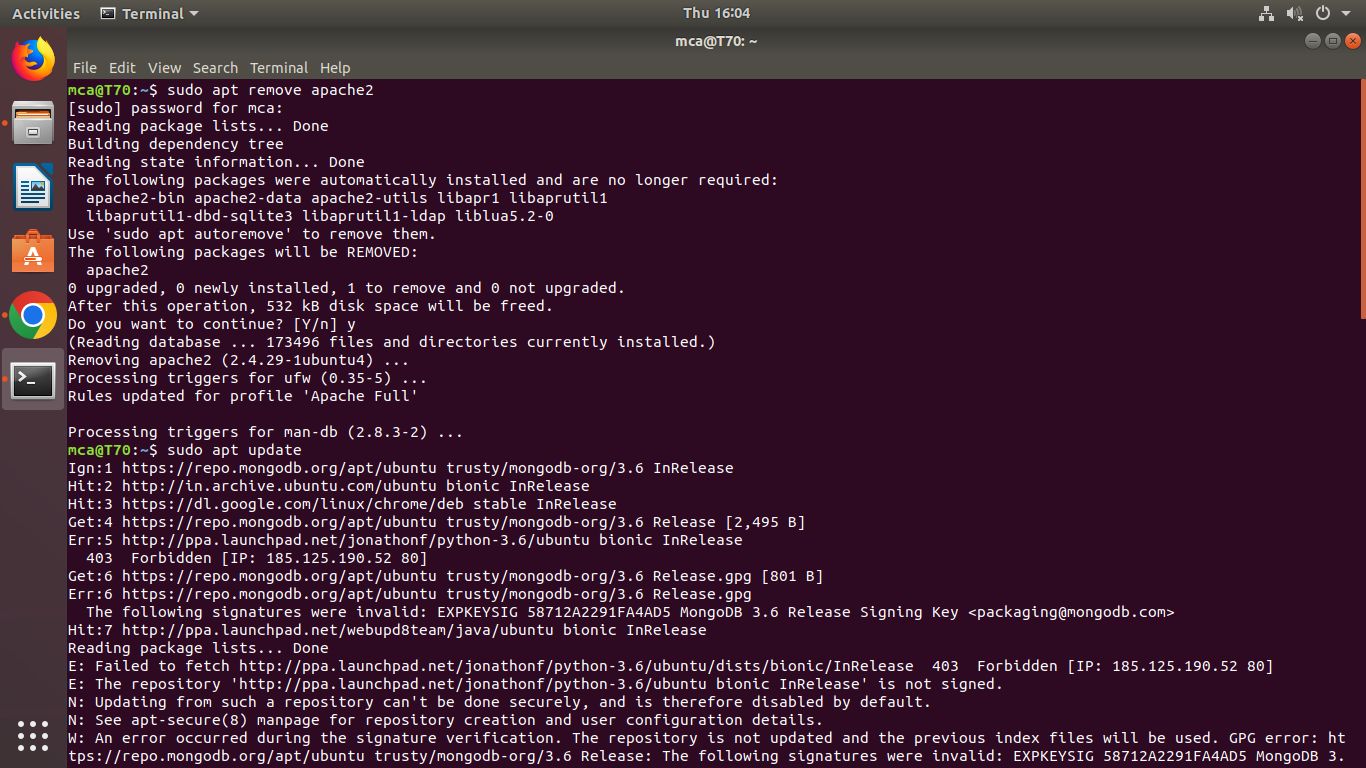 Activities Terminal Thu 16:04
mca@T70: ~
File Edit View Search Terminal Help
mca@T70:~$ sudo apt remove apache2
[sudo] password for mca:
Reading package lists... Done
Building dependency tree
Reading state information... Done
The following packages were automatically installed and are no longer required:
  apache2-bin apache2-data apache2-utils libapr1 libaprutil1
  libaprutil1-dbd-sqlite3 libaprutil1-ldap liblua5.2-0
Use 'sudo apt autoremove' to remove them.
The following packages will be REMOVED:
  apache2
0 upgraded, 0 newly installed, 1 to remove and 0 not upgraded.
After this operation, 532 kB disk space will be freed.
Do you want to continue? [Y/n] y
(Reading database ... 173496 files and directories currently installed.)
Removing apache2 (2.4.29-1ubuntu4) ...
Processing triggers for ufw (0.35-5) ...
Rules updated for profile 'Apache Full'
Processing triggers for man-db (2.8.3-2) ...
mca@T70:~$ sudo apt update
Ign:1 https://repo.mongodb.org/apt/ubuntu trusty/mongodb-org/3.6 InRelease
Hit:2 http://in.archive.ubuntu.com/ubuntu bionic InRelease
Hit:3 https://dl.google.com/linux/chrome/deb stable InRelease
Get:4 https://repo.mongodb.org/apt/ubuntu trusty/mongodb-org/3.6 Release [2,495 B]
Err:5 http://ppa.launchpad.net/jonathonf/python-3.6/ubuntu bionic InRelease
  403  Forbidden [IP: 185.125.190.52 80]
Get:6 https://repo.mongodb.org/apt/ubuntu trusty/mongodb-org/3.6 Release.gpg [801 B]
Err:6 https://repo.mongodb.org/apt/ubuntu trusty/mongodb-org/3.6 Release.gpg
  The following signatures were invalid: EXPKEYSIG 58712A2291FA4AD5 MongoDB 3.6 Release Signing Key <packaging@mongodb.com>
Hit:7 http://ppa.launchpad.net/webupd8team/java/ubuntu bionic InRelease
Reading package lists... Done
E: Failed to fetch http://ppa.launchpad.net/jonathonf/python-3.6/ubuntu/dists/bionic/InRelease  403  Forbidden [IP: 185.125.190.52 80]
E: The repository 'http://ppa.launchpad.net/jonathonf/python-3.6/ubuntu bionic InRelease' is not signed.
N: Updating from such a repository can't be done securely, and is therefore disabled by default.
N: See apt-secure(8) manpage for repository creation and user configuration details.
W: An error occurred during the signature verification. The repository is not updated and the previous index files will be used. GPG error: ht
tps://repo.mongodb.org/apt/ubuntu trusty/mongodb-org/3.6 Release: The following signatures were invalid: EXPKEYSIG 58712A2291FA4AD5 MongoDB 3.